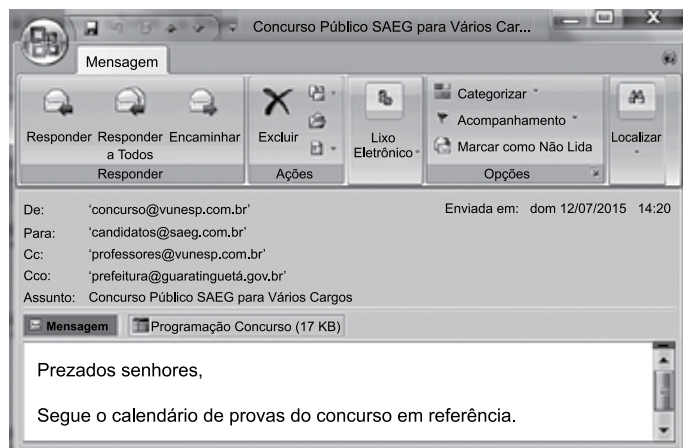 Concurso Público SAEG para Vários Car...
Mensagem
Responder Responder a Todos Encaminhar
Excluir
Lixo Eletrônico
Categorizar
Acompanhamento
Marcar como Não Lida
Localizar
Responder Ações Opções
De: 'concurso@vunesp.com.br' Enviada em: dom 12/07/2015 14:20
Para: 'candidatos@saeg.com.br'
Cc: 'professores@vunesp.com.br'
Cco: 'prefeitura@guaratinguetá.gov.br'
Assunto: Concurso Público SAEG para Vários Cargos
Mensagem Programação Concurso (17 KB)
Prezados senhores,
Segue o calendário de provas do concurso em referência.